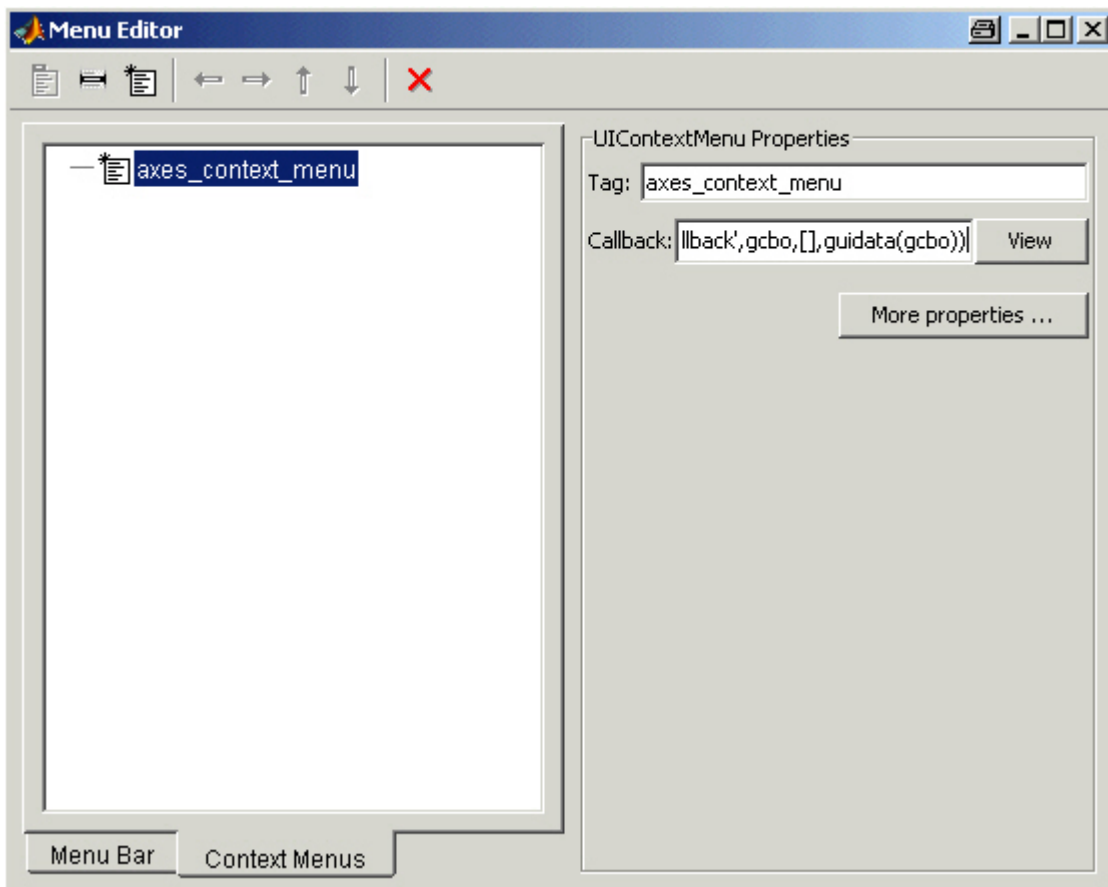 Menu Editor
axes_context_menu
UIContextMenu Properties
Tag: axes_context_menu
Callback: llback',gcbo,[],guidata(gcbo)) View
More properties ...
Menu Bar Context Menus